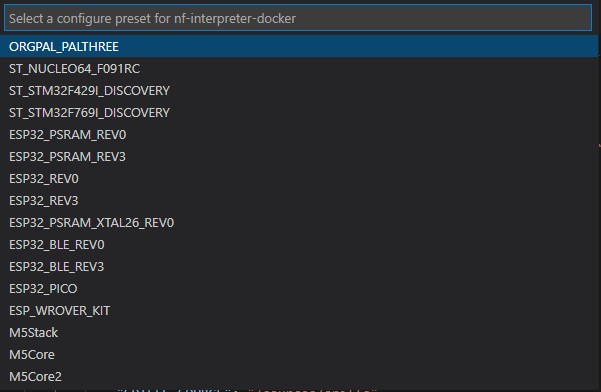 Select a configure preset for nf-interpreter-docker
ORGPAL_PALTHREE
ST_NUCLEO64_F091RC
ST_STM32F429I_DISCOVERY
ST_STM32F769I_DISCOVERY
ESP32_PSRAM_REV0
ESP32_PSRAM_REV3
ESP32_REV0
ESP32_REV3
ESP32_PSRAM_XTAL26_REV0
ESP32_BLE_REV0
ESP32_BLE_REV3
ESP32_PICO
ESP_WROVER_KIT
M5Stack
M5Core
M5Core2